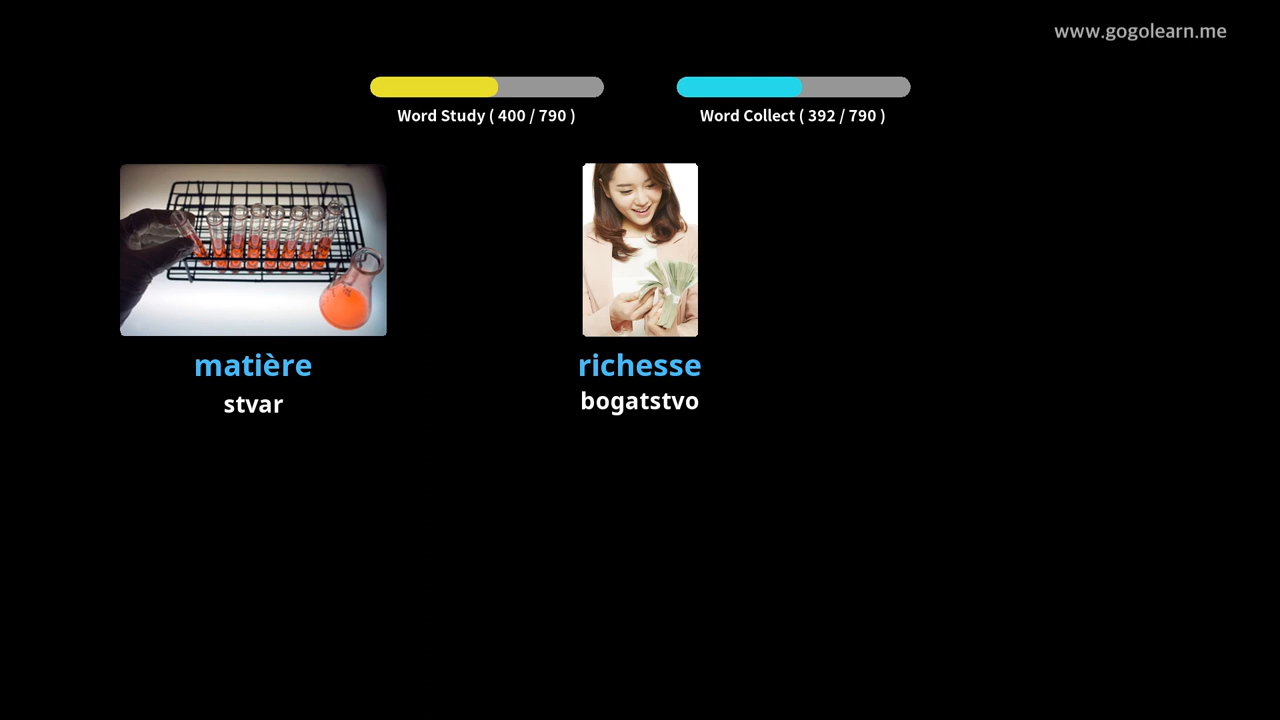 www.gogolearn.me
Word Study ( 400 / 790 )
Word Collect ( 392 / 790 )
matière
stvar
richesse
bogatstvo